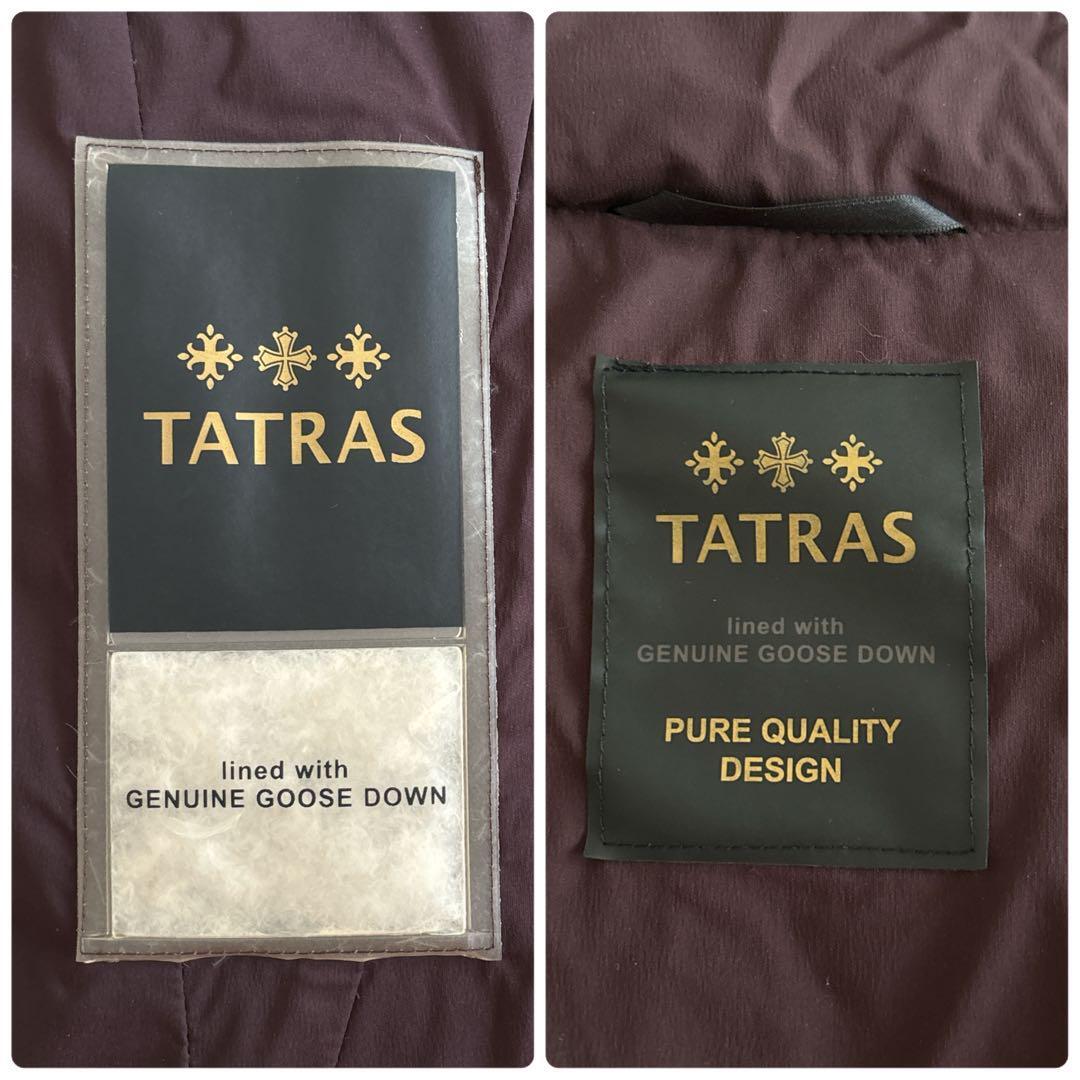 TATRAS
lined with
GENUINE GOOSE DOWN
TATRAS
lined with
GENUINE GOOSE DOWN
PURE QUALITY
DESIGN